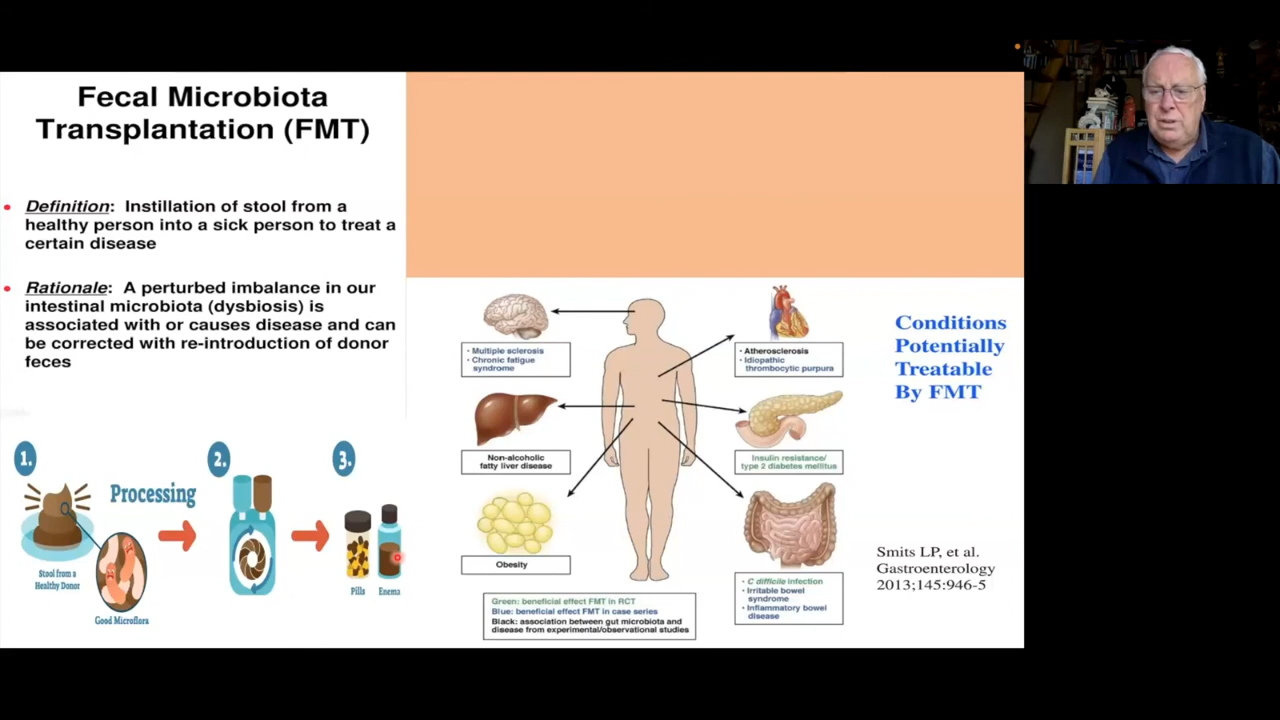 Fecal Microbiota
Transplantation (FMT)
• Definition: Instillation of stool from a
healthy person into a sick person to treat a
certain disease
• Rationale: A perturbed imbalance in our
intestinal microbiota (dysbiosis) is
associated with or causes disease and can
be corrected with re-introduction of donor
feces
1.
2.
3.
Processing
Stool from a
Healthy Donor
Good Microflora
Pills
Enema
• Multiple sclerosis
• Chronic fatigue
syndrome
• Atherosclerosis
• Idiopathic
thrombocytic purpura
Non-alcoholic
fatty liver disease
Insulin resistance/
type 2 diabetes mellitus
Obesity
• C difficile infection
• Irritable bowel
syndrome
• Inflammatory bowel
disease
Green: beneficial effect FMT in RCT
Blue: beneficial effect FMT in case series
Black: association between gut microbiota and
disease from experimental/observational studies
Conditions
Potentially
Treatable
By FMT
Smits LP, et al.
Gastroenterology
2013;145:946-5